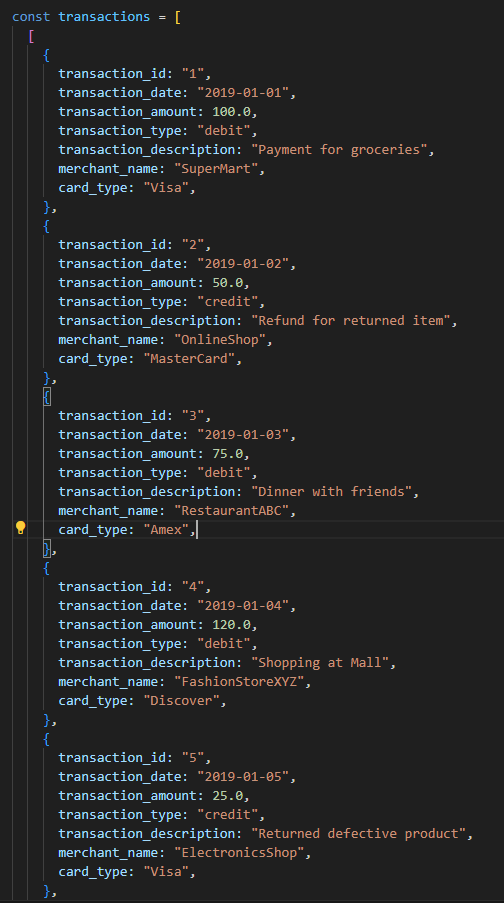 const transactions = [
[
{
transaction_id: "1",
transaction_date: "2019-01-01",
transaction_amount: 100.0,
transaction_type: "debit",
transaction_description: "Payment for groceries",
merchant_name: "SuperMart",
card_type: "Visa",
},
{
transaction_id: "2",
transaction_date: "2019-01-02",
transaction_amount: 50.0,
transaction_type: "credit",
transaction_description: "Refund for returned item",
merchant_name: "OnlineShop",
card_type: "MasterCard",
},
{
transaction_id: "3",
transaction_date: "2019-01-03",
transaction_amount: 75.0,
transaction_type: "debit",
transaction_description: "Dinner with friends",
merchant_name: "RestaurantABC",
card_type: "Amex",
},
{
transaction_id: "4",
transaction_date: "2019-01-04",
transaction_amount: 120.0,
transaction_type: "debit",
transaction_description: "Shopping at Mall",
merchant_name: "FashionStoreXYZ",
card_type: "Discover",
},
{
transaction_id: "5",
transaction_date: "2019-01-05",
transaction_amount: 25.0,
transaction_type: "credit",
transaction_description: "Returned defective product",
merchant_name: "ElectronicsShop",
card_type: "Visa",
},